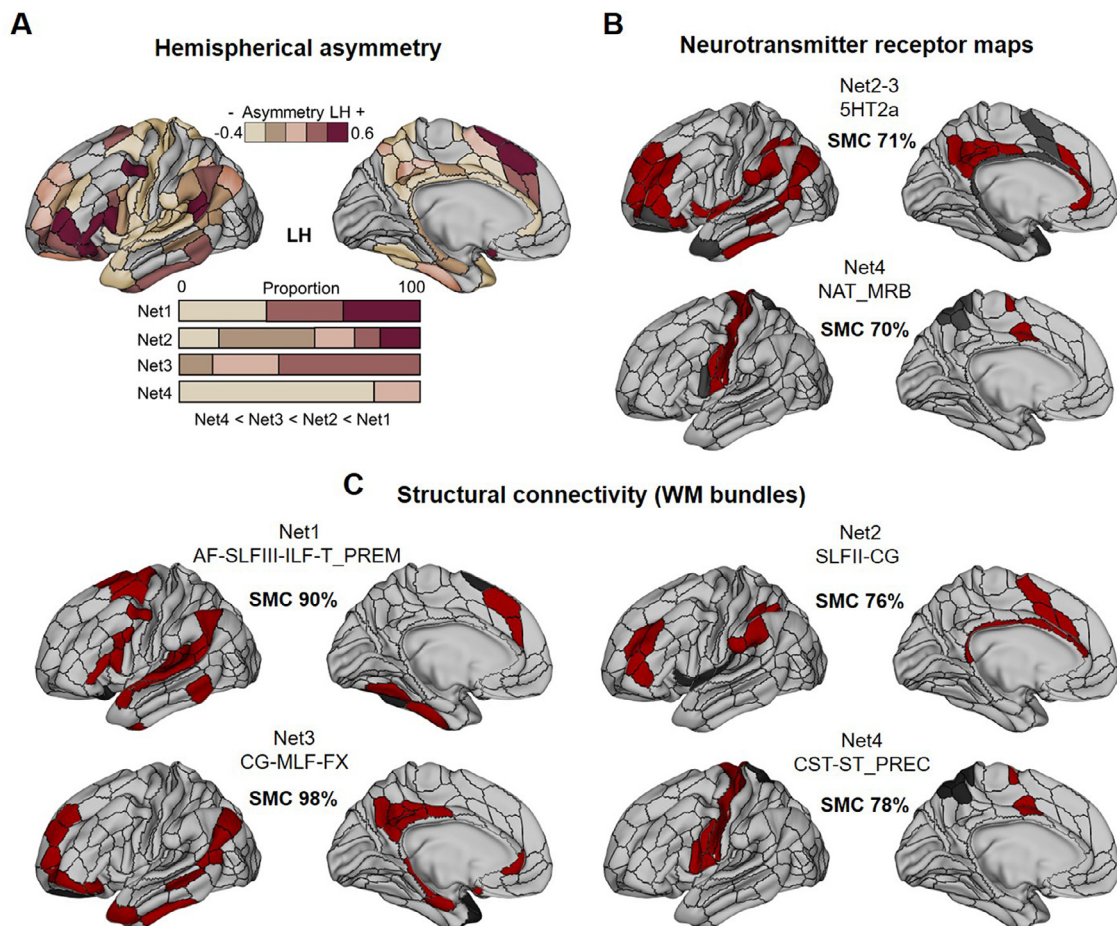 A
Hemispherical asymmetry
- Asymmetry LH +
-0.4 0.6
LH
0 Proportion 100
Net1
Net2
Net3
Net4
Net4 < Net3 < Net2 < Net1
B
Neurotransmitter receptor maps
Net2-3
5HT2a
SMC 71%
Net4
NAT_MRB
SMC 70%
C
Structural connectivity (WM bundles)
Net1
AF-SLFIII-ILF-T_PREM
SMC 90%
Net2
SLFII-CG
SMC 76%
Net3
CG-MLF-FX
SMC 98%
Net4
CST-ST_PREC
SMC 78%